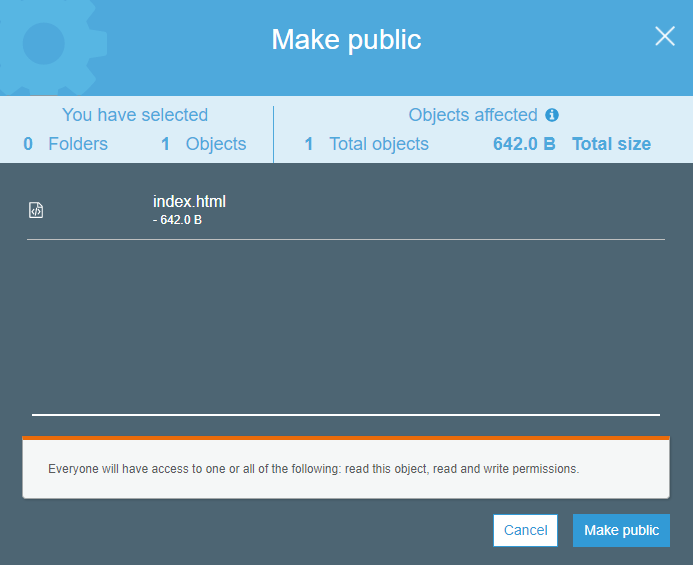 Make public
You have selected
Objects affected
0 Folders 1 Objects
1 Total objects 642.0 B Total size
index.html
- 642.0 B
Everyone will have access to one or all of the following: read this object, read and write permissions.
Cancel
Make public